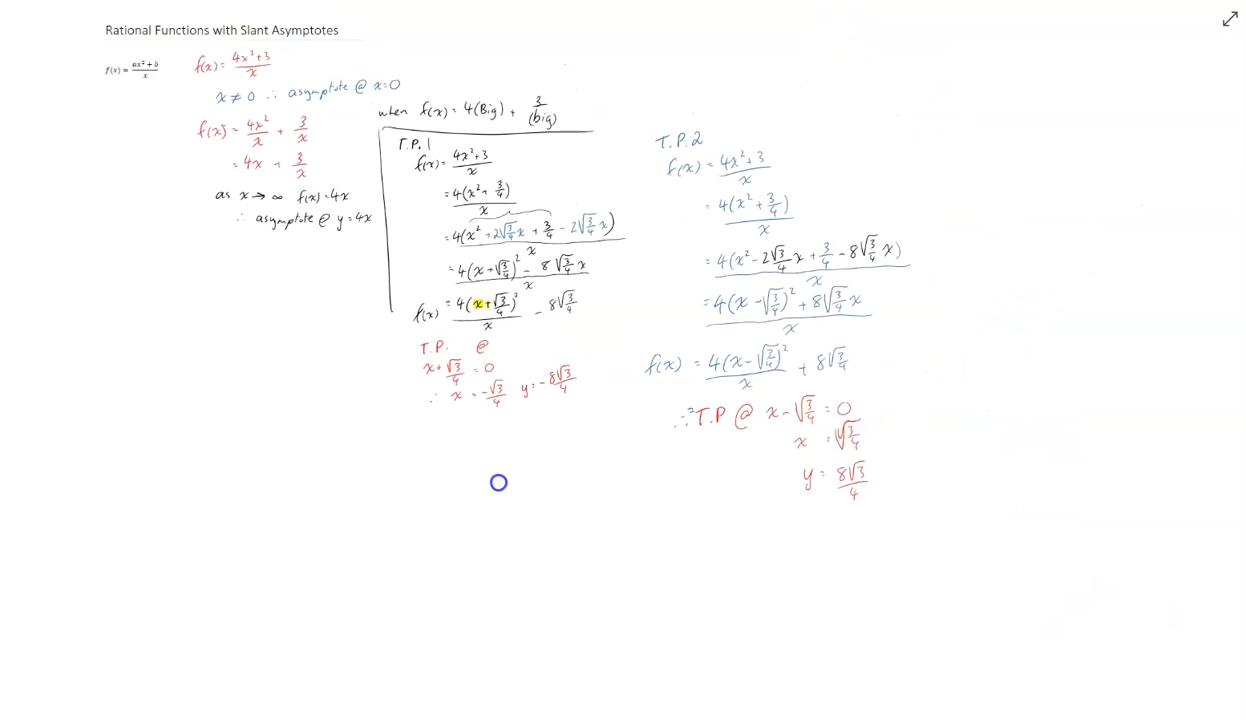 Rational Functions with Slant Asymptotes
f(x) = (ax² + b)/x
f(x) = (4x² + 3)/x
x ≠ 0 ∴ asymptote @ x = 0
f(x) = 4x²/x + 3/x
= 4x + 3/x
as x → ∞ f(x) = 4x
∴ asymptote @ y = 4x
when f(x) = 4(Big) + 3/(big)
T.P. 1
f(x) = (4x² + 3)/x
= 4(x² + 3/4)/x
= 4(x² + 2√(3/4)x + 3/4 - 2√(3/4)x)/x
= (4(x + √(3/4))² - 8√(3/4)x)/x
f(x) = 4(x + √(3/4))²/x - 8√(3/4)
T.P. @
x + √3/4 = 0
∴ x = -√3/4 y = -8√3/4
T.P.2
f(x) = (4x² + 3)/x
= 4(x² + 3/4)/x
= 4(x² - 2√(3/4)x + 3/4 - 8√(3/4)x)/x
= (4(x - √(3/4))² + 8√(3/4)x)/x
f(x) = 4(x - √(3/4))²/x + 8√(3/4)
∴ T.P @ x - √(3/4) = 0
x = √(3/4)
y = 8√3/4